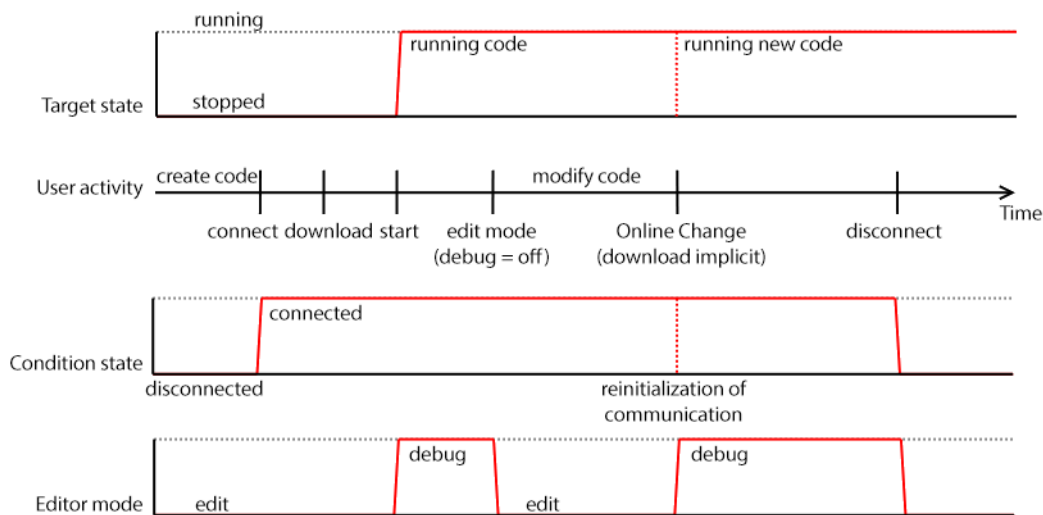 running
running code
running new code
Target state
stopped
create code
modify code
User activity
Time
connect
download
start
edit mode
(debug = off)
Online Change
(download implicit)
disconnect
connected
Condition state
disconnected
reinitialization of
communication
debug
debug
Editor mode
edit
edit